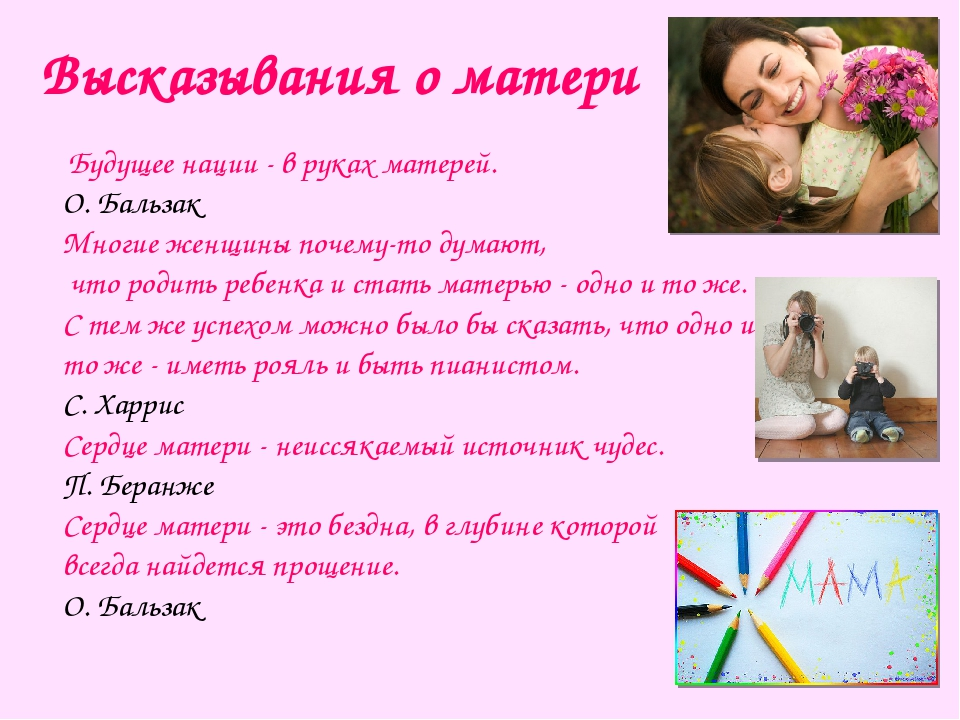 Высказывания о матери
Будущее нации - в руках матерей.
О. Бальзак
Многие женщины почему-то думают,
что родить ребенка и стать матерью - одно и то же.
С тем же успехом можно было бы сказать, что одно и
то же - иметь рояль и быть пианистом.
С. Харрис
Сердце матери - неиссякаемый источник чудес.
П. Беранже
Сердце матери - это бездна, в глубине которой
всегда найдется прощение.
О. Бальзак
МАМА